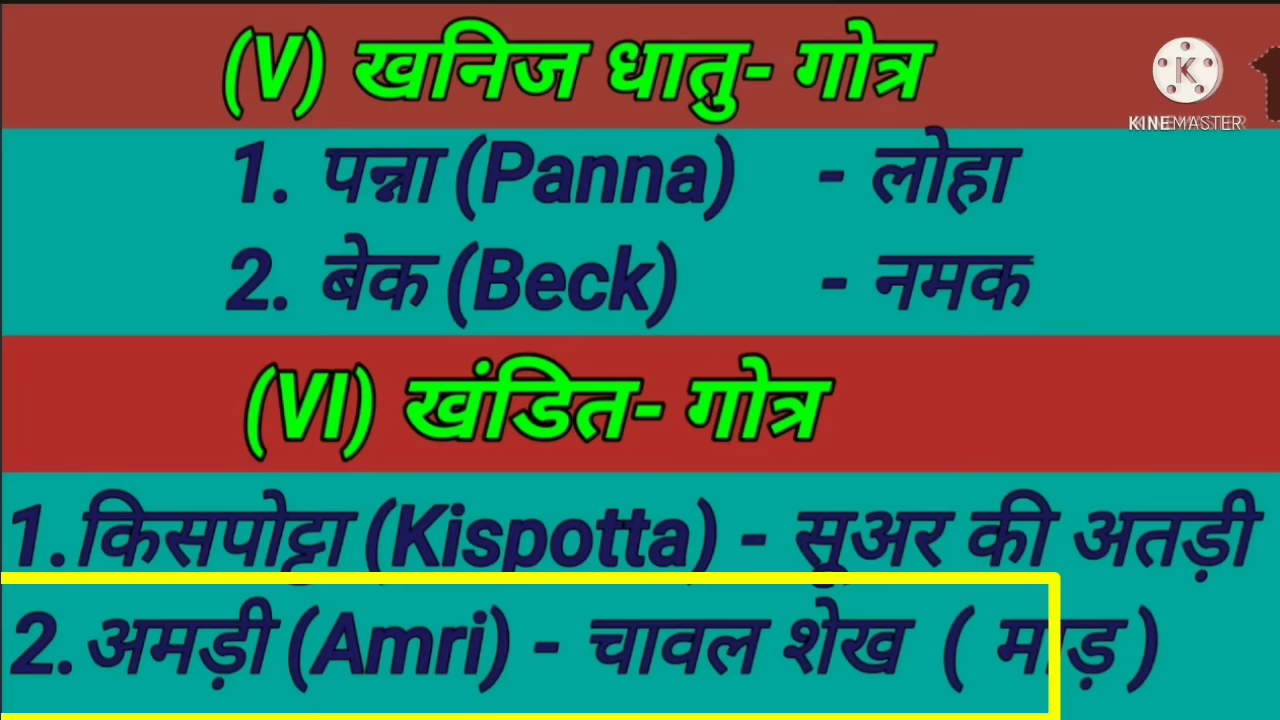 (V) खनिज धातु- गोत्र
KINEMASTER
1. पन्ना (Panna) - लोहा
2. बेक (Beck) - नमक
(VI) खंडित- गोत्र
1.किसपोट्टा (Kispotta) - सूअर की अतड़ी
2.अमड़ी (Amri) - चावल शेख ( माड़ )